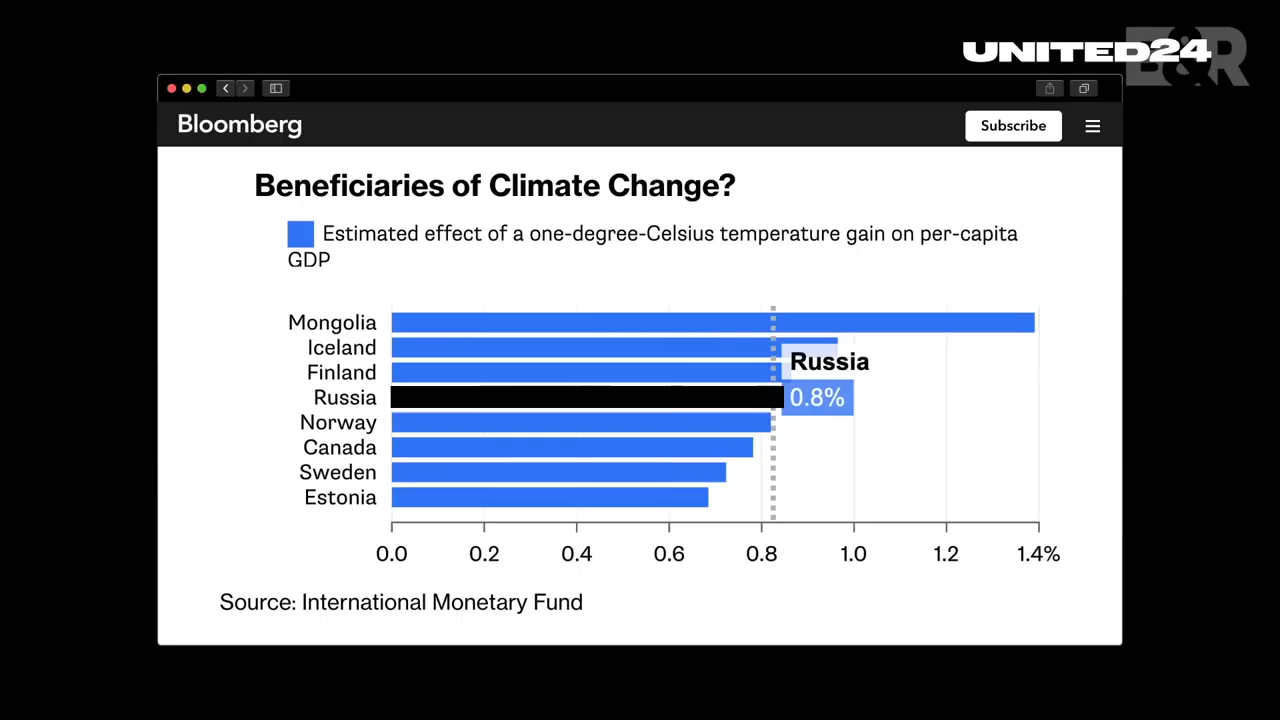 UNITED24
E&R
Bloomberg
Subscribe
Beneficiaries of Climate Change?
Estimated effect of a one-degree-Celsius temperature gain on per-capita
GDP
Mongolia
Iceland
Finland
Russia
Russia
0.8%
Norway
Canada
Sweden
Estonia
0.0 0.2 0.4 0.6 0.8 1.0 1.2 1.4%
Source: International Monetary Fund